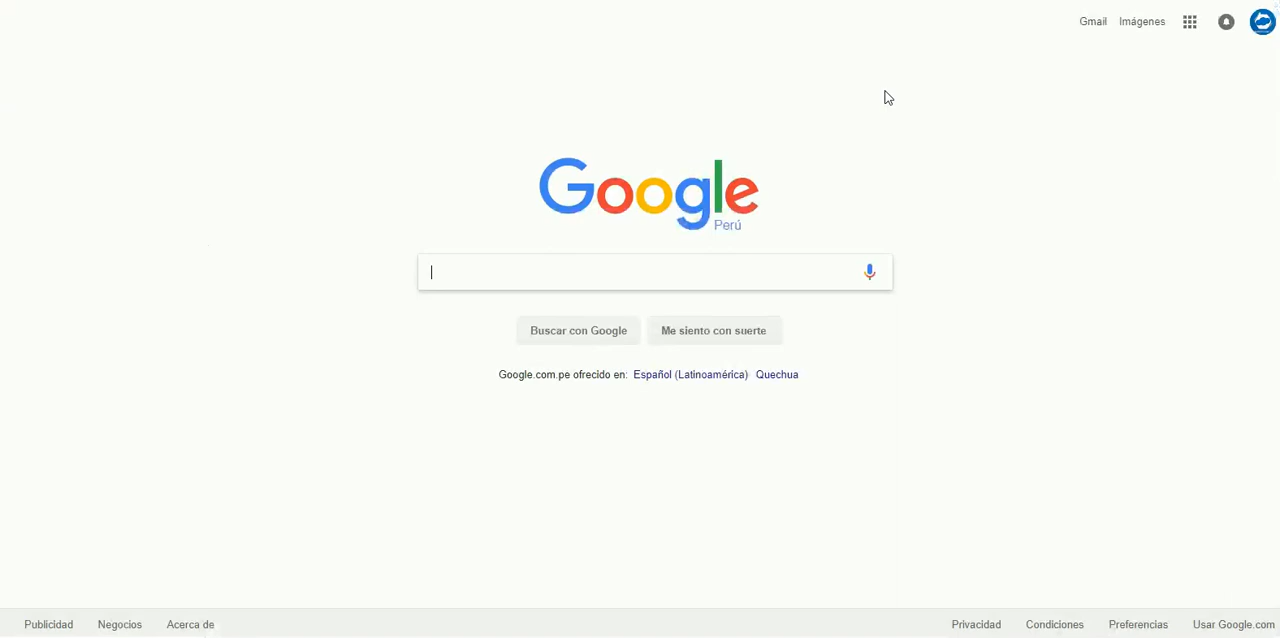 Gmail Imágenes
Google
Perú
Buscar con Google Me siento con suerte
Google.com.pe ofrecido en: Español (Latinoamérica) Quechua
Publicidad Negocios Acerca de Privacidad Condiciones Preferencias Usar Google.com